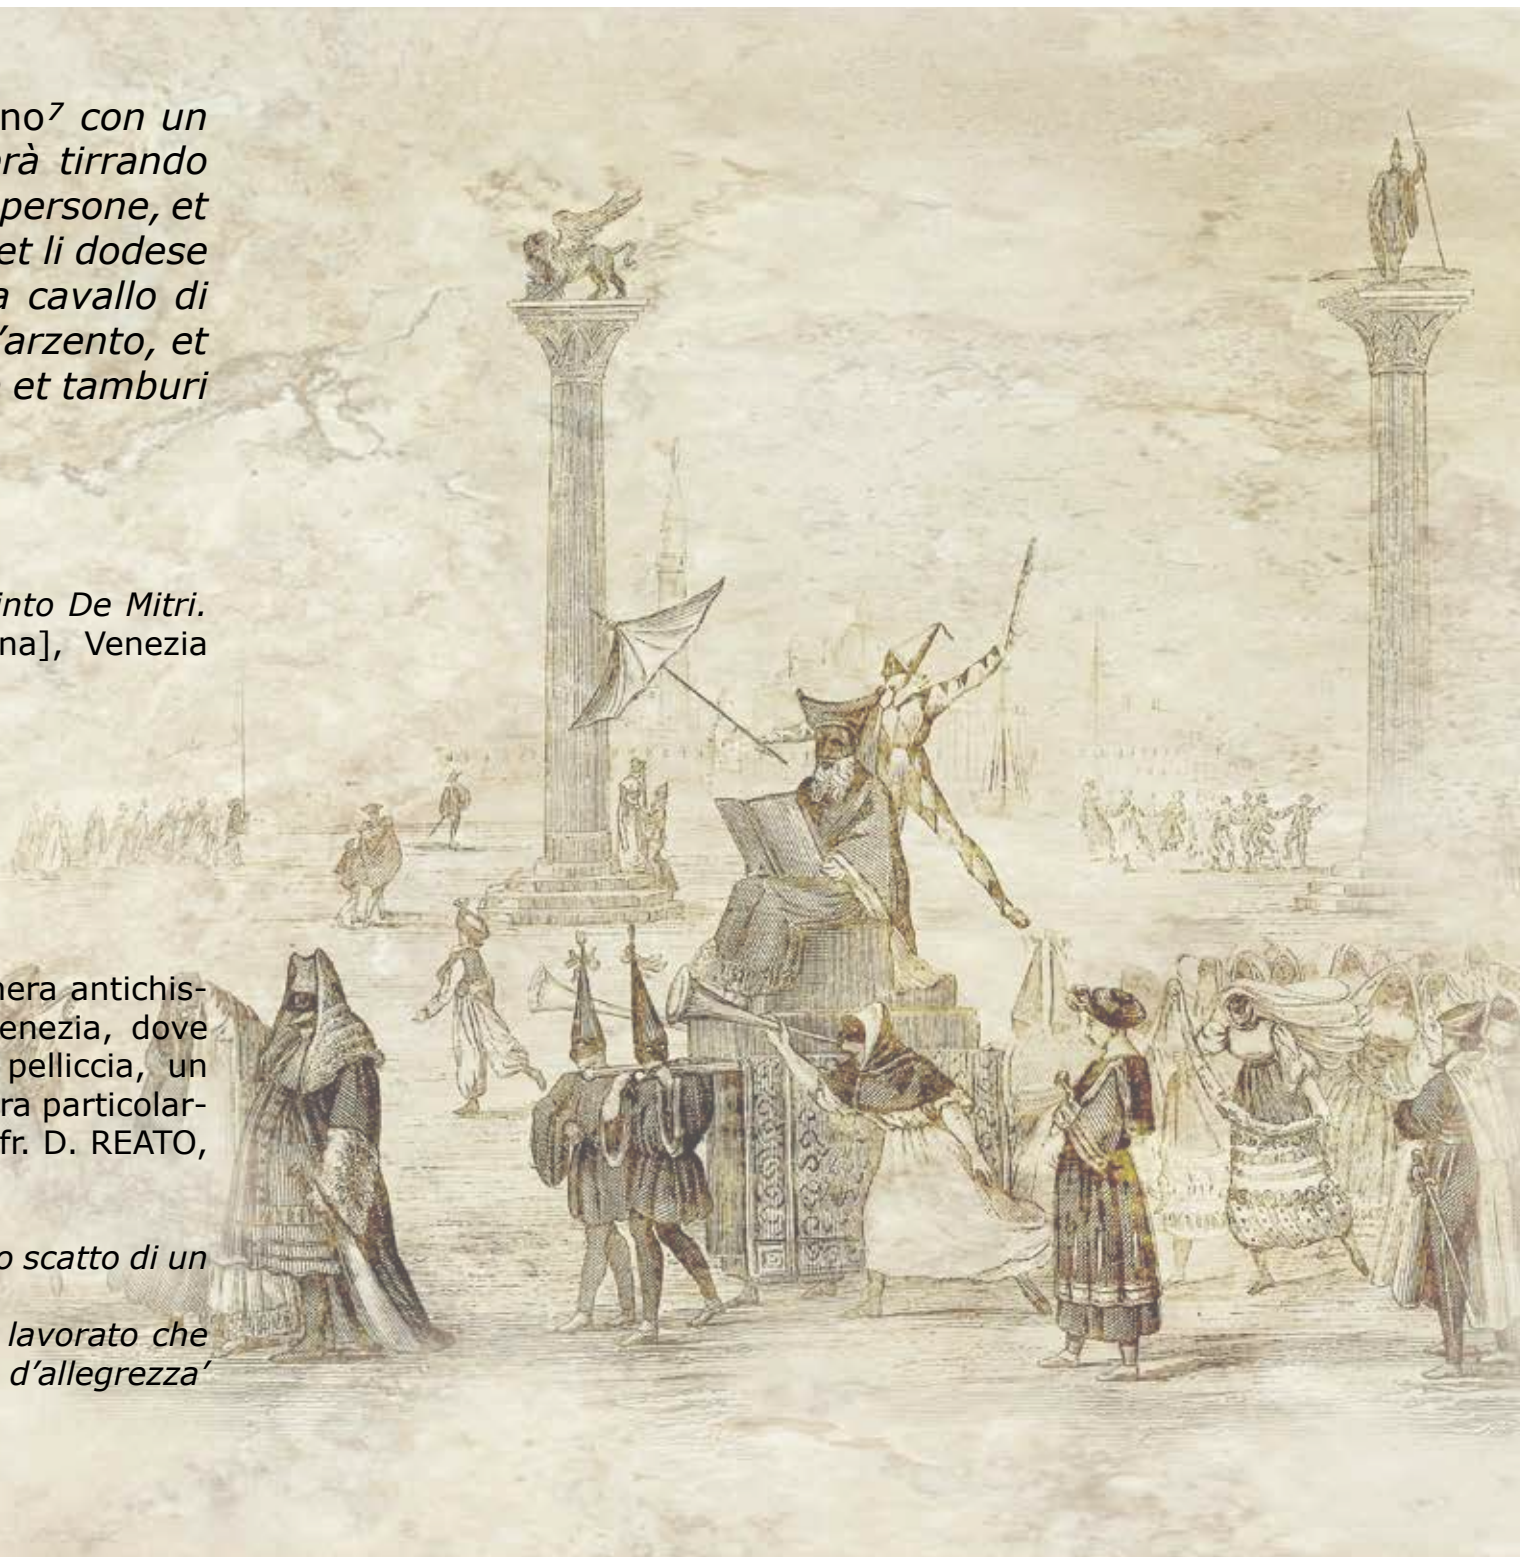 no⁷ con un
rà tirrando
persone, et
et li dodese
a cavallo di
’arzento, et
et tamburi
into De Mitri.
na], Venezia
nera antichis-
enezia, dove
pelliccia, un
ra particolar-
fr. D. REATO,
o scatto di un
lavorato che
d’allegrezza’